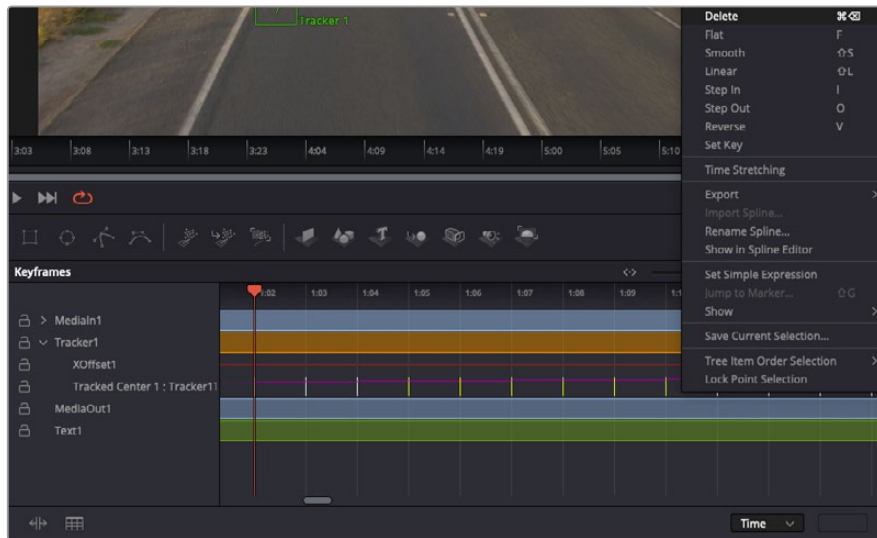 Tracker 1
3:03 3:08 3:13 3:18 3:23 4:04 4:09 4:14 4:19 5:00 5:05 5:10
Delete ⌘⌫
Flat F
Smooth ⇧S
Linear ⇧L
Step In I
Step Out O
Reverse V
Set Key
Time Stretching
Export >
Import Spline...
Rename Spline...
Show in Spline Editor
Set Simple Expression
Jump to Marker... ⇧G
Show >
Save Current Selection...
Tree Item Order Selection >
Lock Point Selection
Keyframes
1:02 1:03 1:04 1:05 1:06 1:07 1:08 1:09
MediaIn1
Tracker1
XOffset1
Tracked Center 1 : Tracker1
MediaOut1
Text1
Time